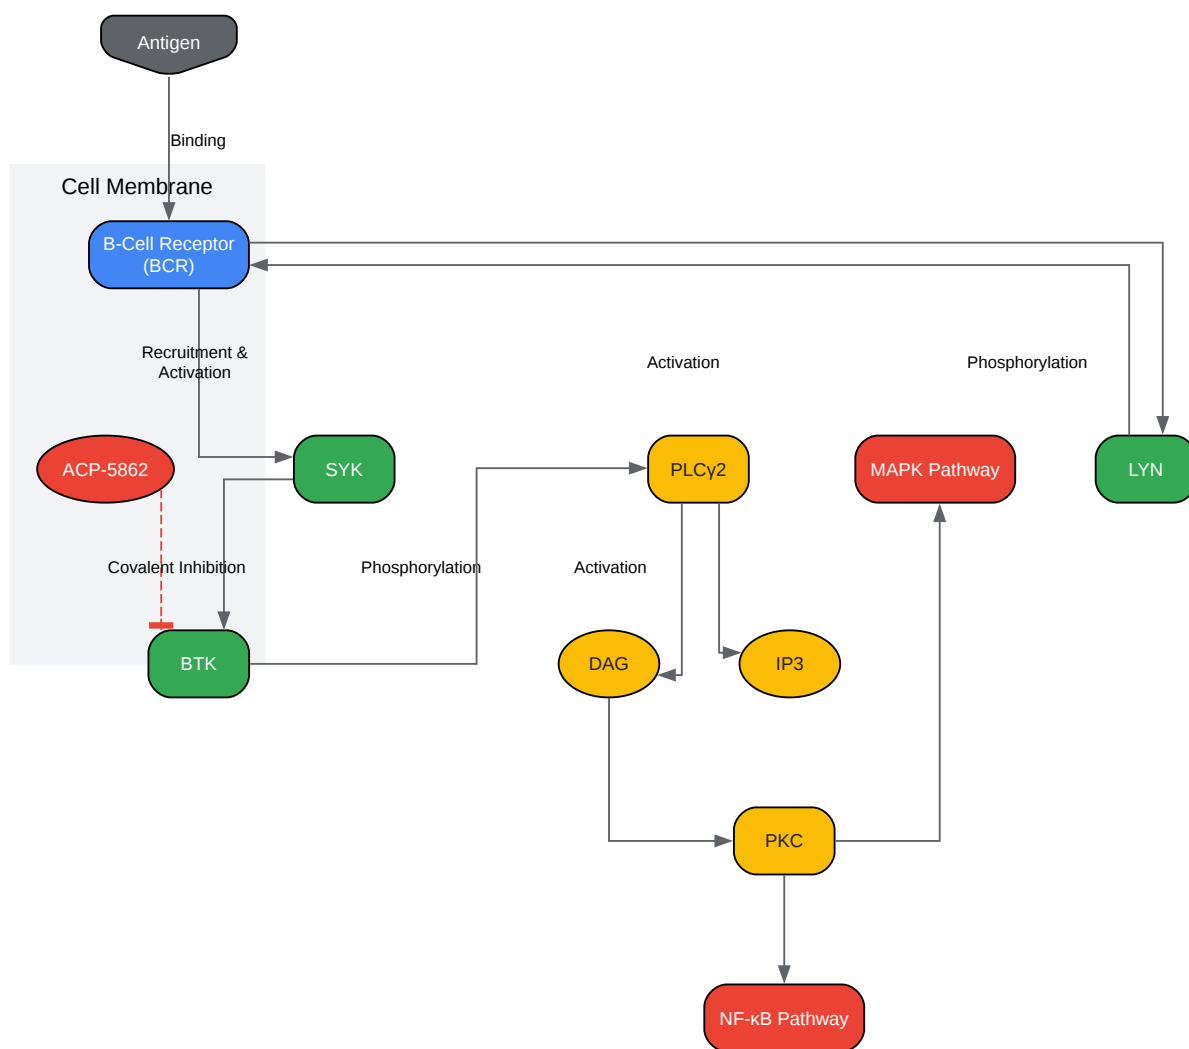 Antigen
Binding
Cell Membrane
B-Cell Receptor
(BCR)
Recruitment &
Activation
Activation
Phosphorylation
ACP-5862
SYK
PLCγ2
MAPK Pathway
LYN
Covalent Inhibition
Phosphorylation
Activation
BTK
DAG
IP3
PKC
NF-κB Pathway